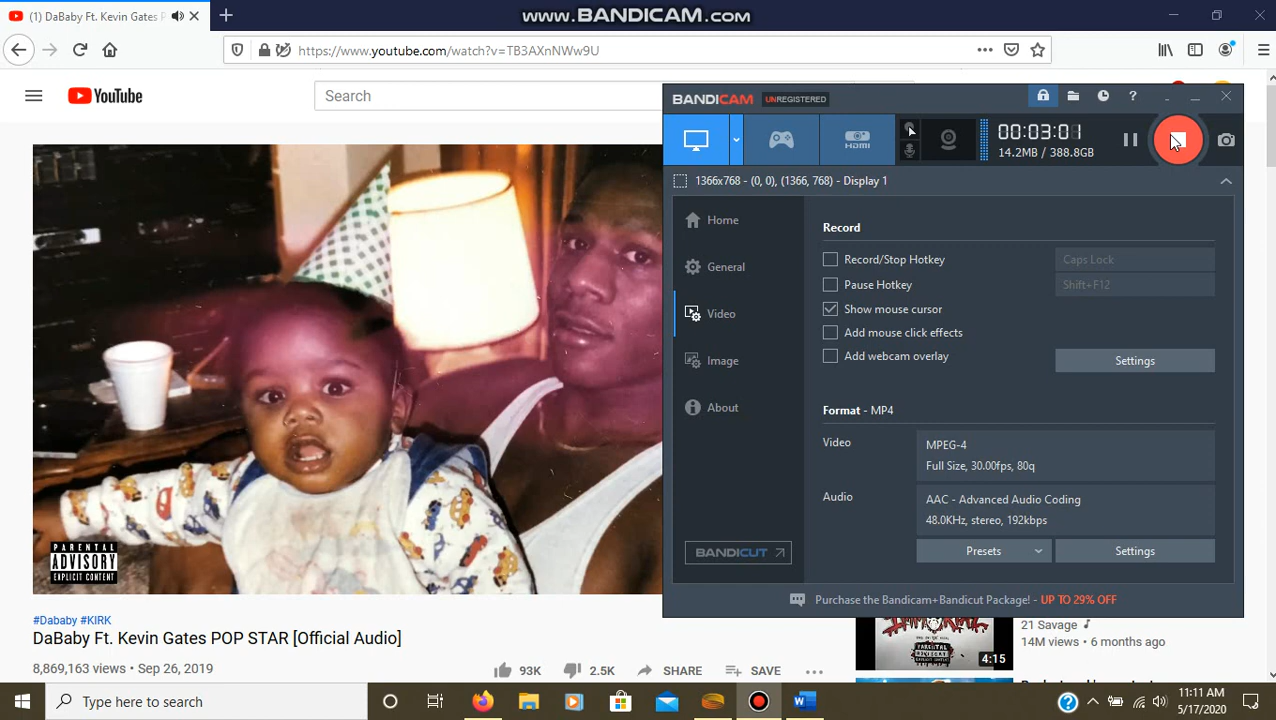 (1) DaBaby Ft. Kevin Gates P
www.BANDICAM.com
https://www.youtube.com/watch?v=TB3AXnNWw9U
YouTube
Search
BANDICAM UNREGISTERED
HDMI
00:03:01
14.2MB / 388.8GB
1366x768 - (0, 0), (1366, 768) - Display 1
Home
General
Video
Image
About
BANDICUT
Record
Record/Stop Hotkey
Caps Lock
Pause Hotkey
Shift+F12
Show mouse cursor
Add mouse click effects
Add webcam overlay
Settings
Format - MP4
Video
MPEG-4
Full Size, 30.00fps, 80q
Audio
AAC - Advanced Audio Coding
48.0KHz, stereo, 192kbps
Presets
Settings
Purchase the Bandicam+Bandicut Package! - UP TO 29% OFF
PARENTAL
ADVISORY
EXPLICIT CONTENT
#Dababy #KIRK
DaBaby Ft. Kevin Gates POP STAR [Official Audio]
8,869,163 views • Sep 26, 2019
93K
2.5K
SHARE
SAVE
4:15
21 Savage
14M views • 6 months ago
Type here to search
11:11 AM
5/17/2020